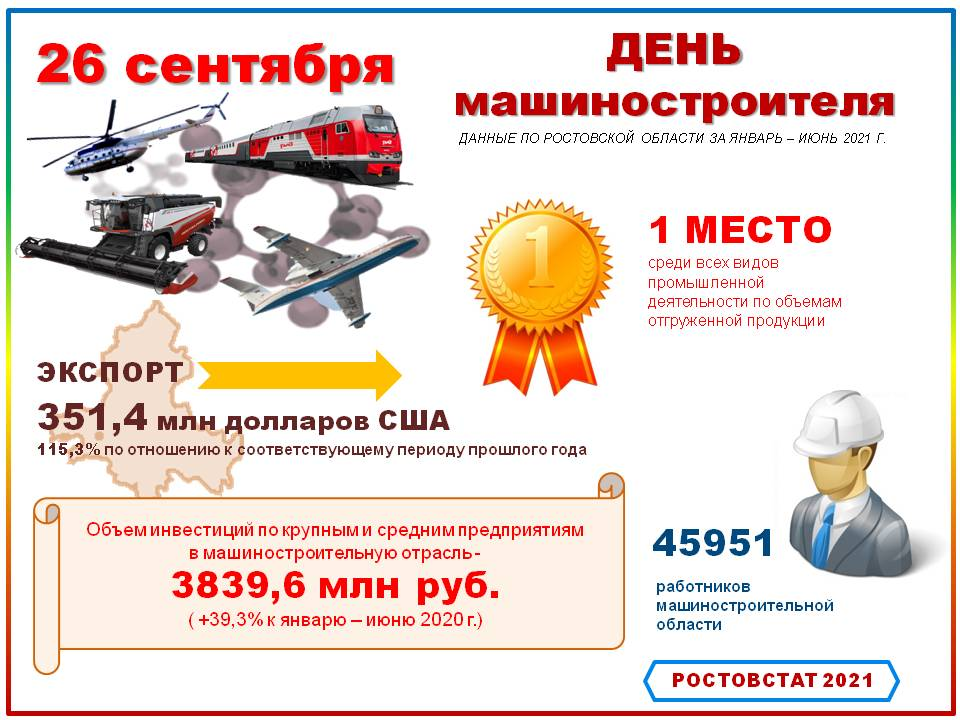 26 сентября
ДЕНЬ
машиностроителя
ДАННЫЕ ПО РОСТОВСКОЙ ОБЛАСТИ ЗА ЯНВАРЬ – ИЮНЬ 2021 Г.
1
1 МЕСТО
среди всех видов
промышленной
деятельности по объемам
отгруженной продукции
ЭКСПОРТ
351,4 млн долларов США
115,3% по отношению к соответствующему периоду прошлого года
Объем инвестиций по крупным и средним предприятиям
в машиностроительную отрасль-
3839,6 млн руб.
( +39,3% к январю – июню 2020 г.)
45951
работников
машиностроительной
области
РОСТОВСТАТ 2021